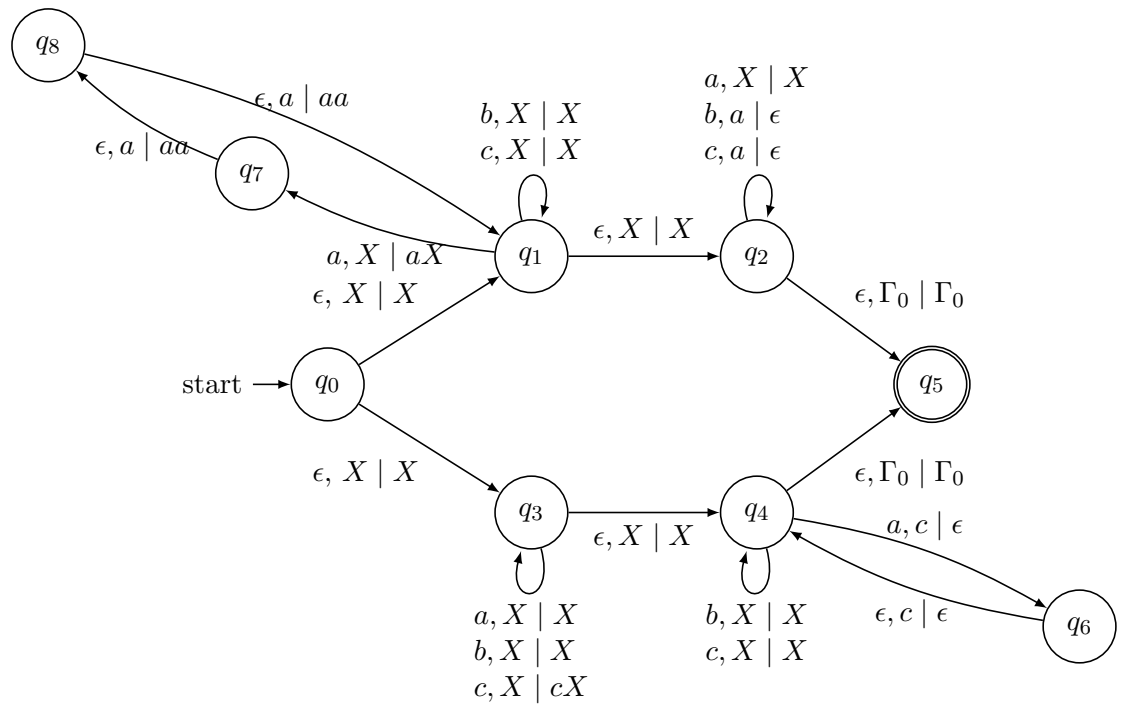 q8
ϵ, a | aa
ϵ, a | aa
q7
b, X | X
c, X | X
a, X | X
b, a | ϵ
c, a | ϵ
a, X | aX
ϵ, X | X
q1
ϵ, X | X
q2
ϵ, Γ0 | Γ0
start
q0
q5
ϵ, X | X
ϵ, Γ0 | Γ0
q3
ϵ, X | X
q4
a, c | ϵ
ϵ, c | ϵ
q6
a, X | X
b, X | X
c, X | cX
b, X | X
c, X | X